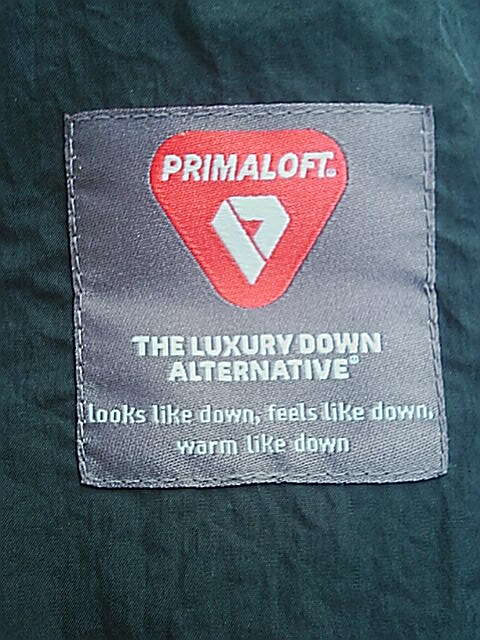 PRIMALOFT®
THE LUXURY DOWN
ALTERNATIVE®
looks like down, feels like down,
warm like down